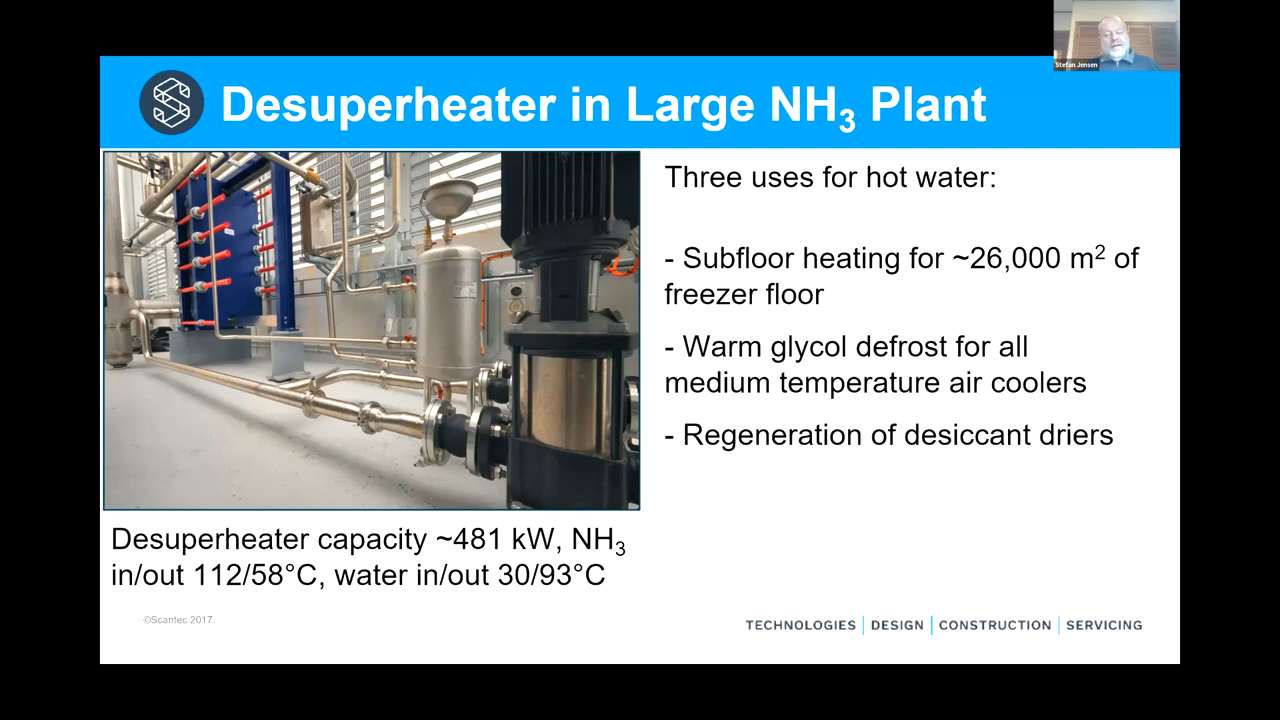 Stefan Jensen
Desuperheater in Large NH₃ Plant
Three uses for hot water:
- Subfloor heating for ~26,000 m² of
freezer floor
- Warm glycol defrost for all
medium temperature air coolers
- Regeneration of desiccant driers
Desuperheater capacity ~481 kW, NH₃
in/out 112/58°C, water in/out 30/93°C
©Scantec 2017.
TECHNOLOGIES | DESIGN | CONSTRUCTION | SERVICING